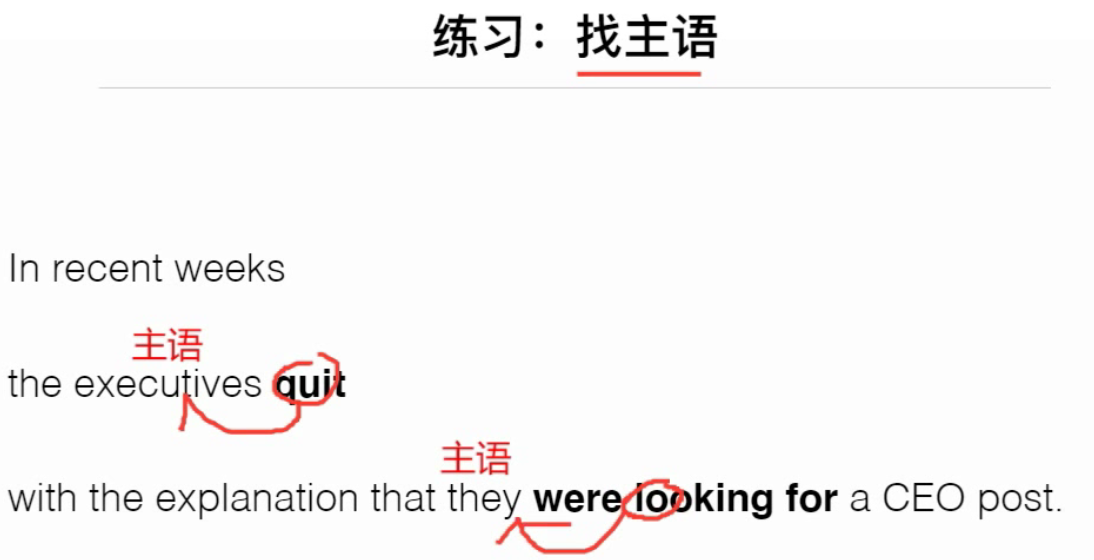 练习：找主语
In recent weeks
主语
the executives quit
主语
with the explanation that they were looking for a CEO post.